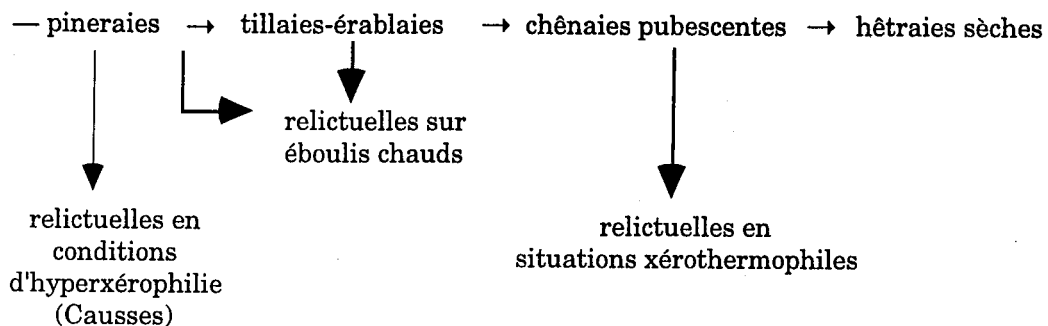 — pineraies → tillaies-érablaies → chênaies pubescentes → hêtraies sèches
relictuelles sur
éboulis chauds
relictuelles en
conditions
d'hyperxérophilie
(Causses)
relictuelles en
situations xérothermophiles